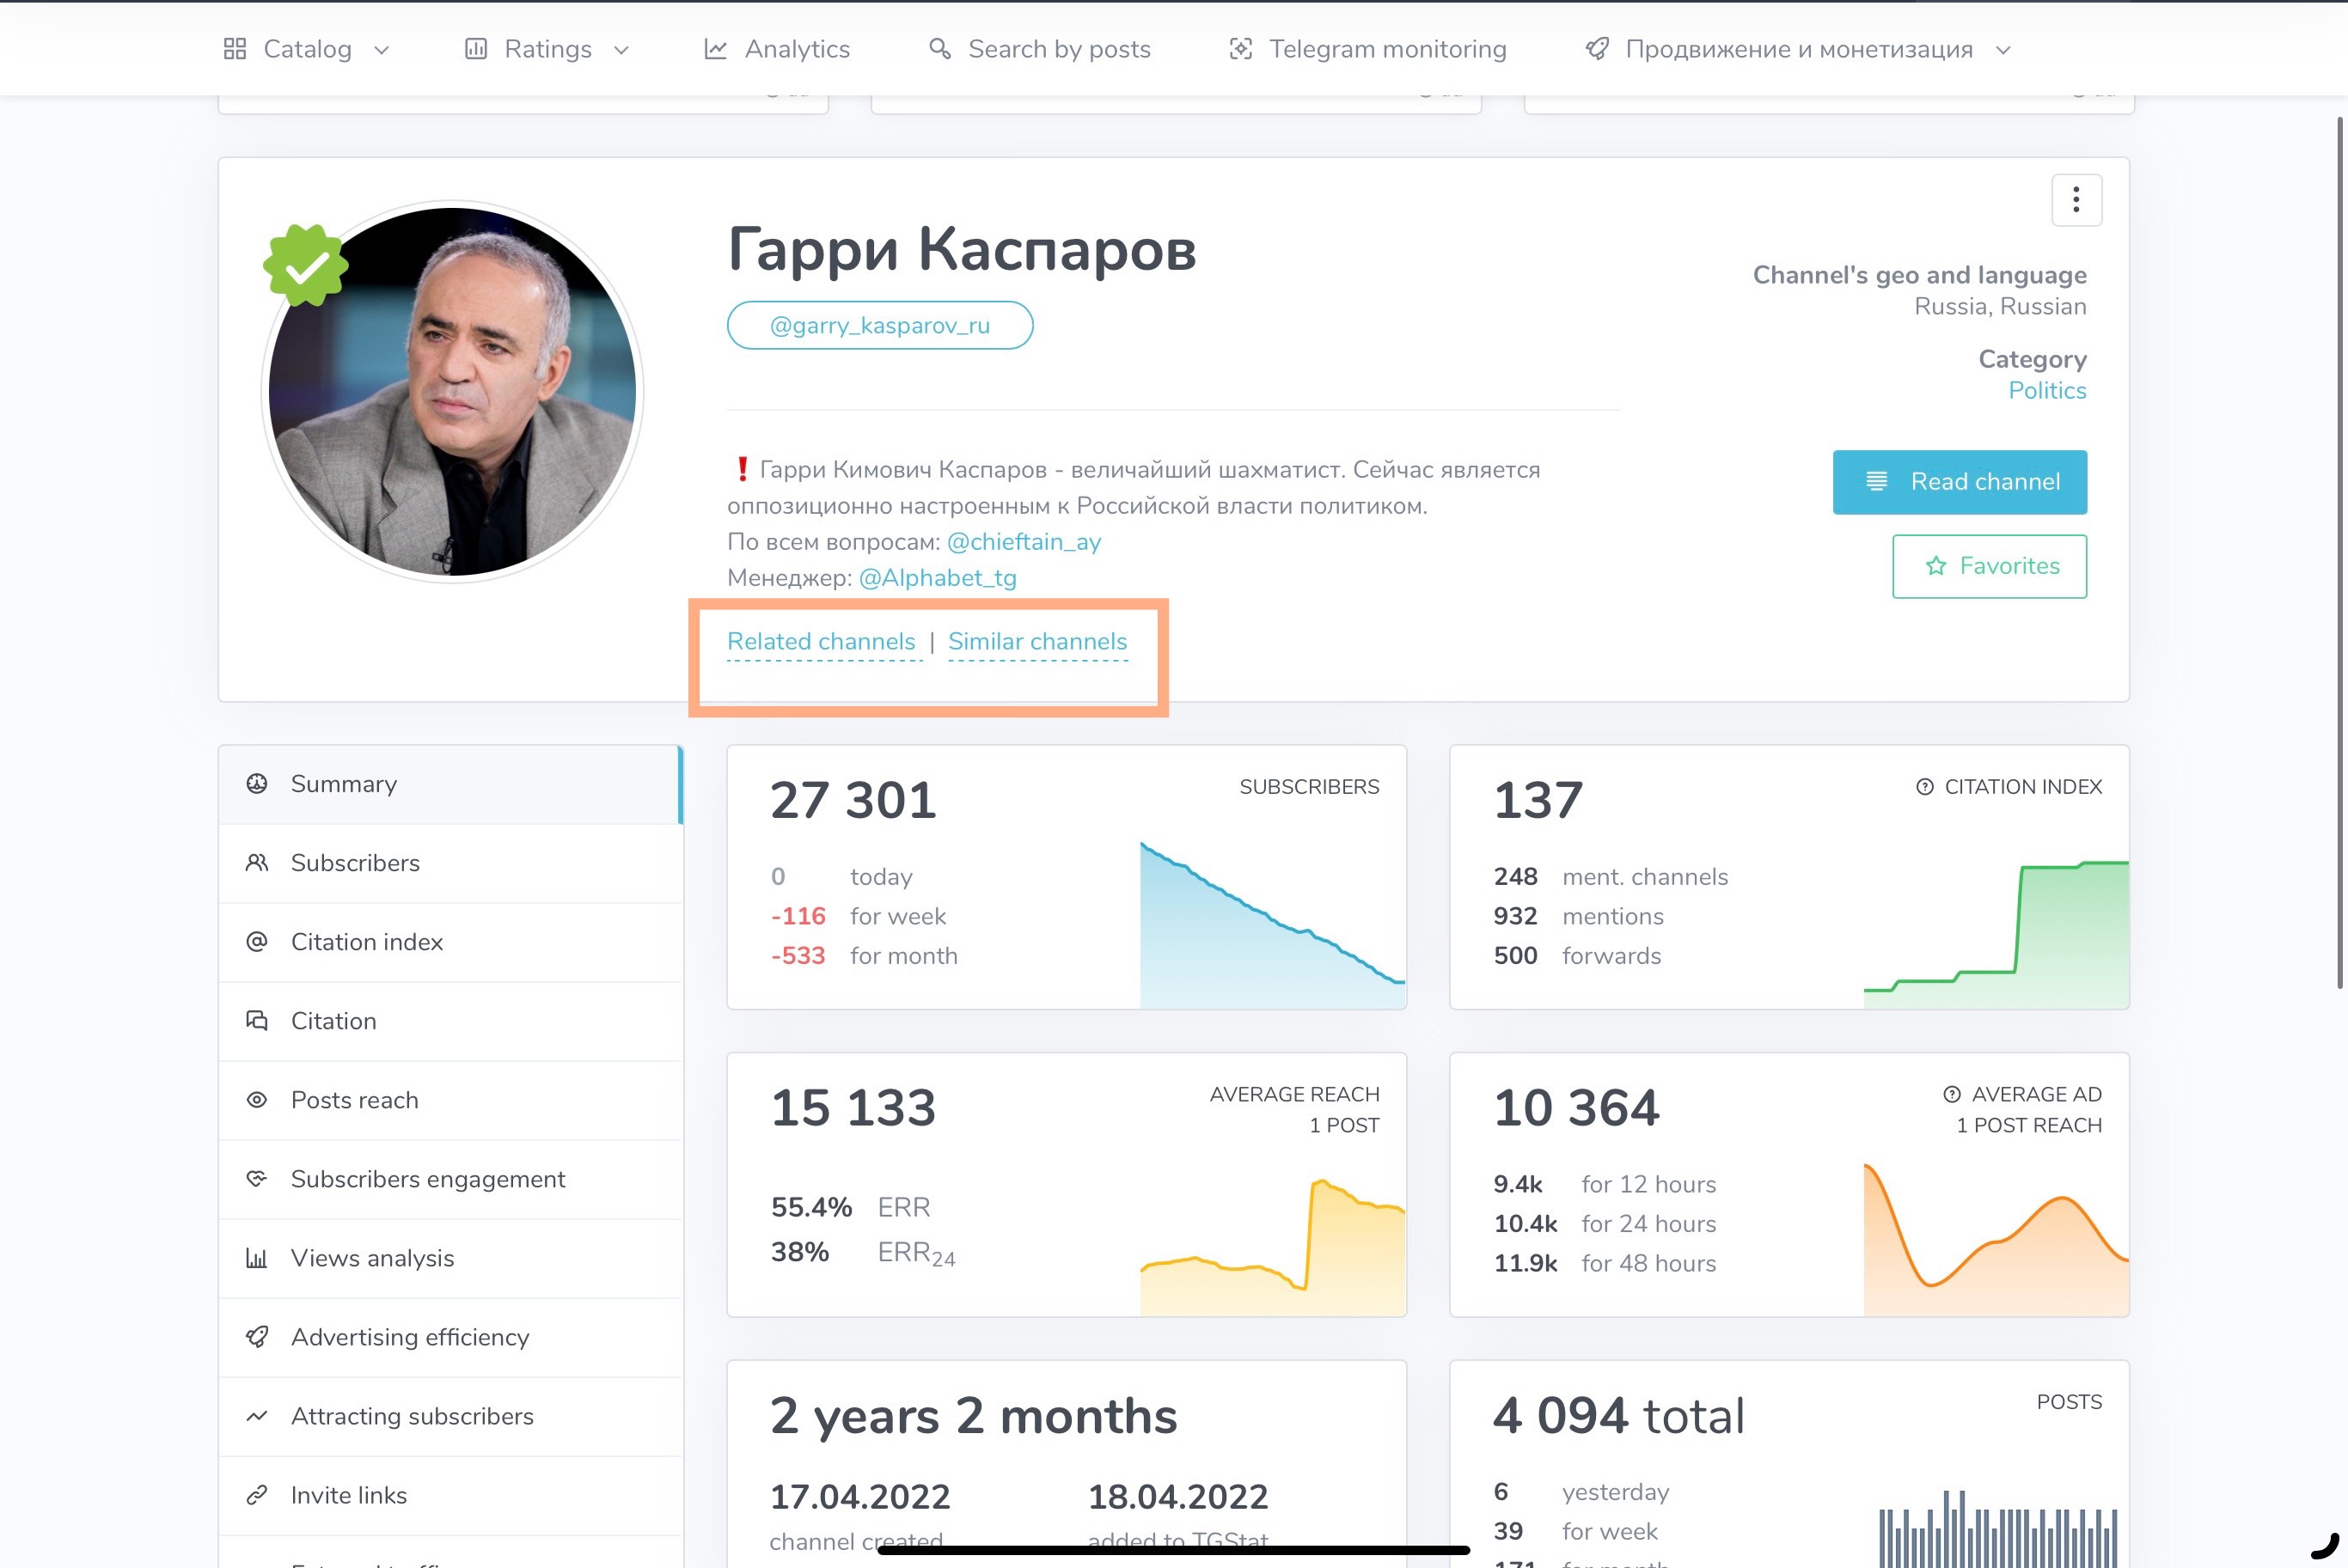 Catalog
Ratings
Analytics
Search by posts
Telegram monitoring
Продвижение и монетизация
Гарри Каспаров
@garry_kasparov_ru
Channel's geo and language
Russia, Russian
Category
Politics
❗ Гарри Кимович Каспаров - величайший шахматист. Сейчас является
оппозиционно настроенным к Российской власти политиком.
По всем вопросам: @chieftain_ay
Менеджер: @Alphabet_tg
Related channels | Similar channels
Read channel
Favorites
Summary
Subscribers
Citation index
Citation
Posts reach
Subscribers engagement
Views analysis
Advertising efficiency
Attracting subscribers
Invite links
27 301
SUBSCRIBERS
0 today
-116 for week
-533 for month
137
CITATION INDEX
248 ment. channels
932 mentions
500 forwards
15 133
AVERAGE REACH
1 POST
55.4% ERR
38% ERR24
10 364
AVERAGE AD
1 POST REACH
9.4k for 12 hours
10.4k for 24 hours
11.9k for 48 hours
2 years 2 months
17.04.2022
channel created
18.04.2022
added to TGStat
4 094 total
POSTS
6 yesterday
39 for week
171 for month